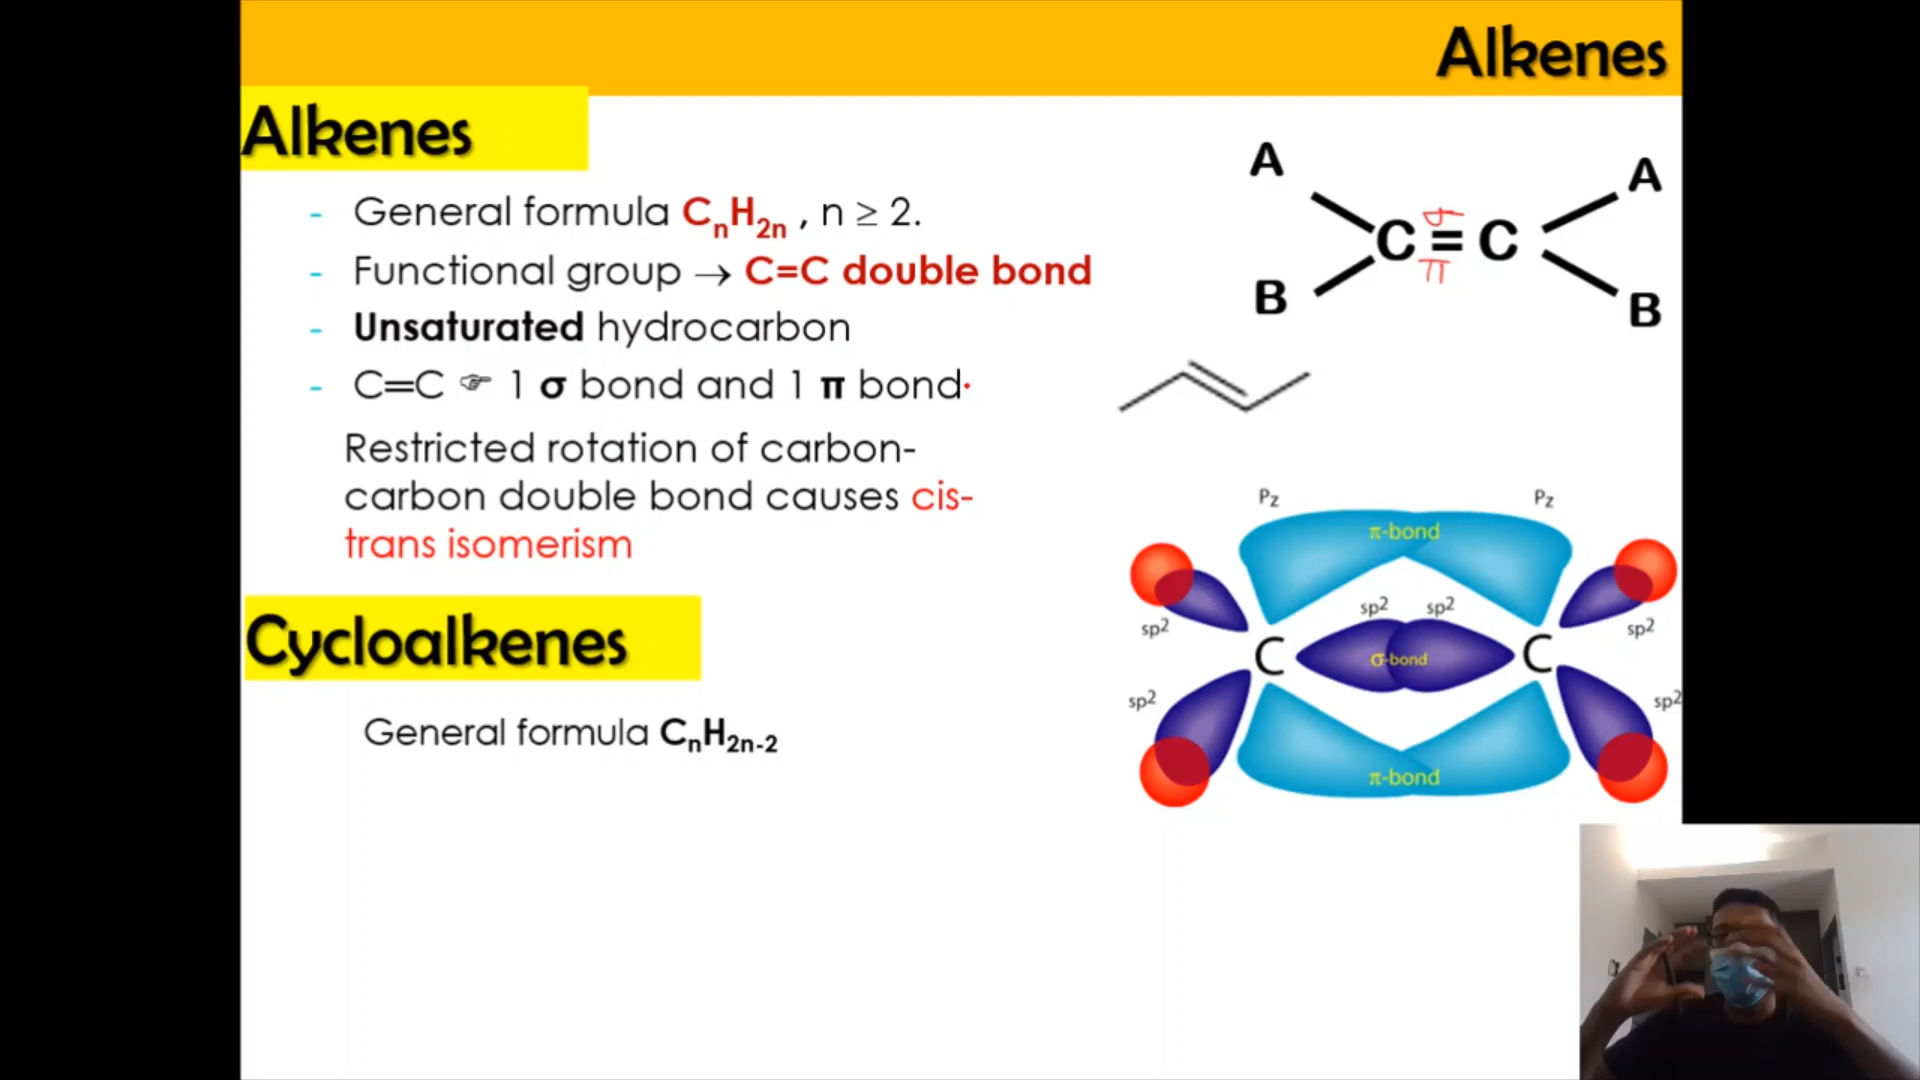 Alkenes
Alkenes
- General formula CnH2n , n ≥ 2.
- Functional group → C=C double bond
- Unsaturated hydrocarbon
- C=C ☞ 1 σ bond and 1 π bond
Restricted rotation of carbon-
carbon double bond causes cis-
trans isomerism
Cycloalkenes
General formula CnH2n-2
A A
σ
C = C
π
B B
Pz Pz
π-bond
sp2 sp2
sp2 sp2
C σ-bond C
sp2 sp2
π-bond